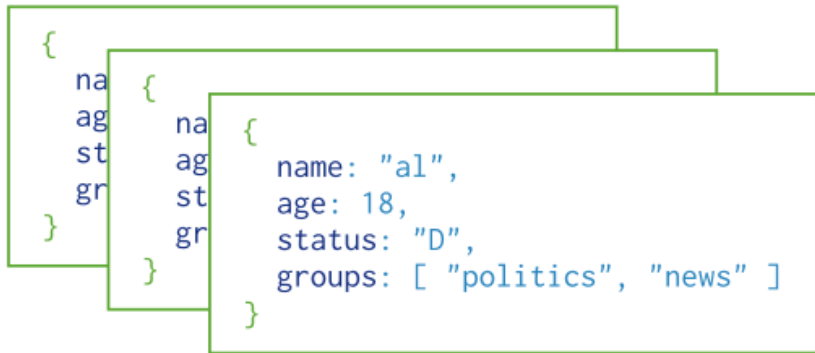 {
na
ag
st
gr
}
{
na
ag
st
gr
}
{
name: "al",
age: 18,
status: "D",
groups: [ "politics", "news" ]
}